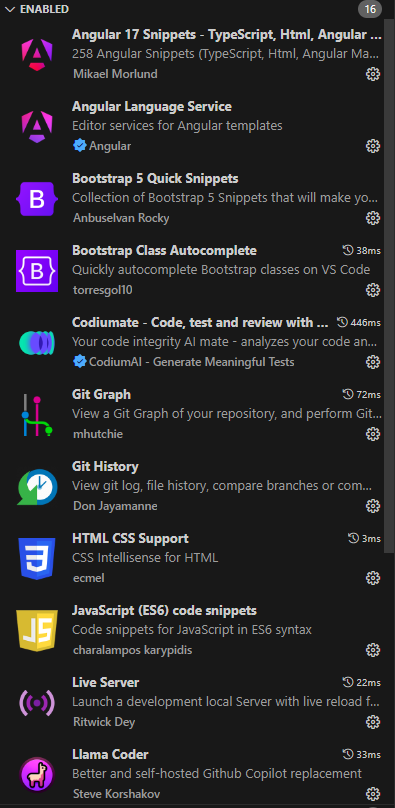 ENABLED 16
Angular 17 Snippets - TypeScript, Html, Angular ...
258 Angular Snippets (TypeScript, Html, Angular Ma...
Mikael Morlund
Angular Language Service
Editor services for Angular templates
Angular
Bootstrap 5 Quick Snippets
Collection of Bootstrap 5 Snippets that will make yo...
Anbuselvan Rocky
B
Bootstrap Class Autocomplete 38ms
Quickly autocomplete Bootstrap classes on VS Code
torresgol10
B
Codiumate - Code, test and review with ... 446ms
Your code integrity AI mate - analyzes your code an...
CodiumAI - Generate Meaningful Tests
Git Graph 72ms
View a Git Graph of your repository, and perform Git...
mhutchie
Git History
View git log, file history, compare branches or com...
Don Jayamanne
HTML CSS Support 3ms
CSS Intellisense for HTML
ecmel
3
JavaScript (ES6) code snippets
Code snippets for JavaScript in ES6 syntax
charalampos karypidis
JS
Live Server 22ms
Launch a development local Server with live reload f...
Ritwick Dey
Llama Coder 33ms
Better and self-hosted Github Copilot replacement
Steve Korshakov